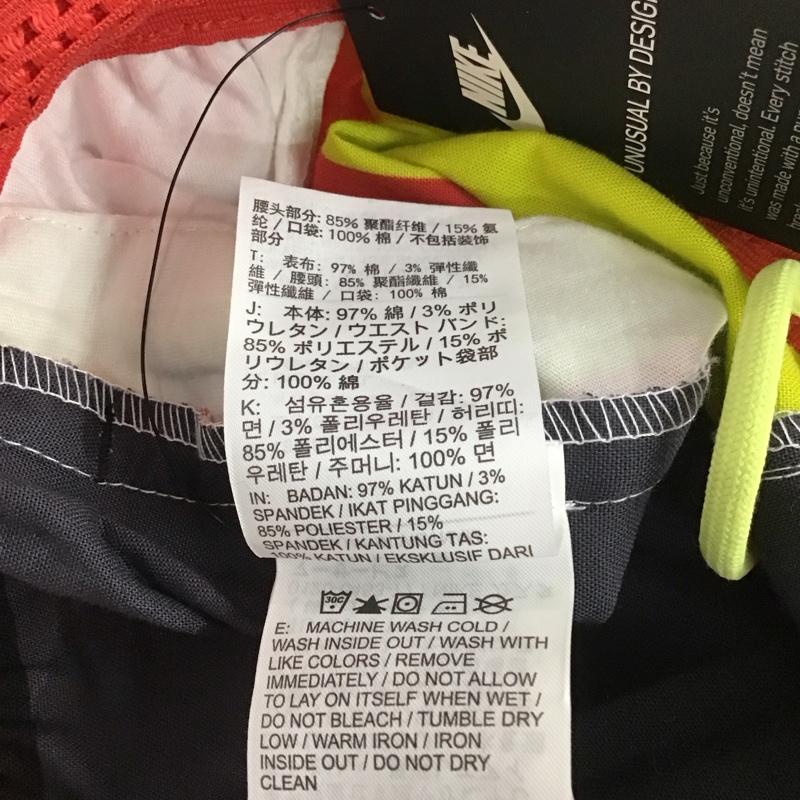 NIKE
UNUSUAL BY DESIGN
Just because it's
unconventional, doesn't mean
it's unintentional. Every stitch
was made with a
腰头部分: 85% 聚酯纤维 / 15% 氨
纶 / 口袋: 100% 棉 / 不包括装饰
部分
T: 表布: 97% 棉 / 3% 彈性纖
維 / 腰頭: 85% 聚酯纖維 / 15%
彈性纖維 / 口袋: 100% 棉
J: 本体: 97% 綿 / 3% ポリ
ウレタン / ウエスト バンド:
85% ポリエステル / 15% ポ
リウレタン / ポケット袋部
分: 100% 綿
K: 섬유혼용율 / 겉감: 97%
면 / 3% 폴리우레탄 / 허리띠:
85% 폴리에스터 / 15% 폴리
우레탄 / 주머니: 100% 면
IN: BADAN: 97% KATUN / 3%
SPANDEK / IKAT PINGGANG:
85% POLIESTER / 15%
SPANDEK / KANTUNG TAS:
100% KATUN / EKSKLUSIF DARI
30C
E: MACHINE WASH COLD /
WASH INSIDE OUT / WASH WITH
LIKE COLORS / REMOVE
IMMEDIATELY / DO NOT ALLOW
TO LAY ON ITSELF WHEN WET /
DO NOT BLEACH / TUMBLE DRY
LOW / WARM IRON / IRON
INSIDE OUT / DO NOT DRY
CLEAN